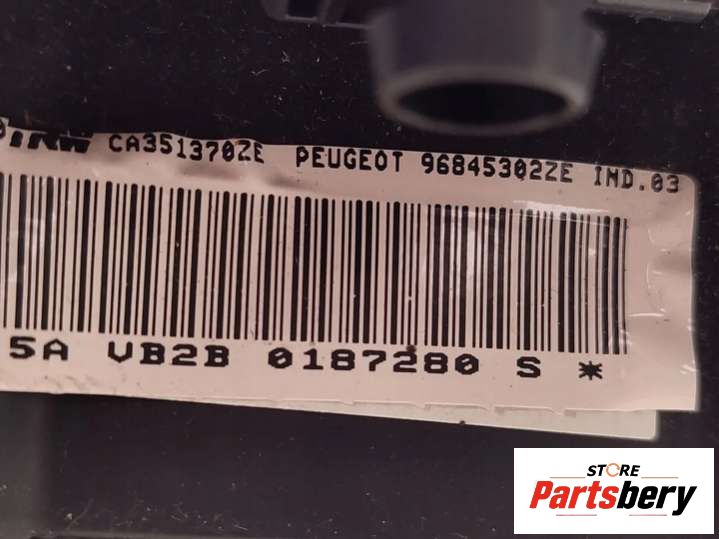 TRW CA351370ZE PEUGEOT 96845302ZE IND.03
5A VB2B 0187280 S *
STORE
Partsbery